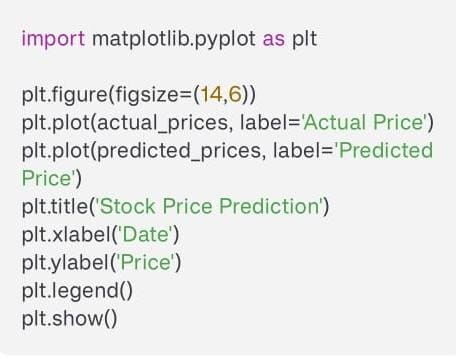 import matplotlib.pyplot as plt

plt.figure(figsize=(14,6))
plt.plot(actual_prices, label='Actual Price')
plt.plot(predicted_prices, label='Predicted
Price')
plt.title('Stock Price Prediction')
plt.xlabel('Date')
plt.ylabel('Price')
plt.legend()
plt.show()